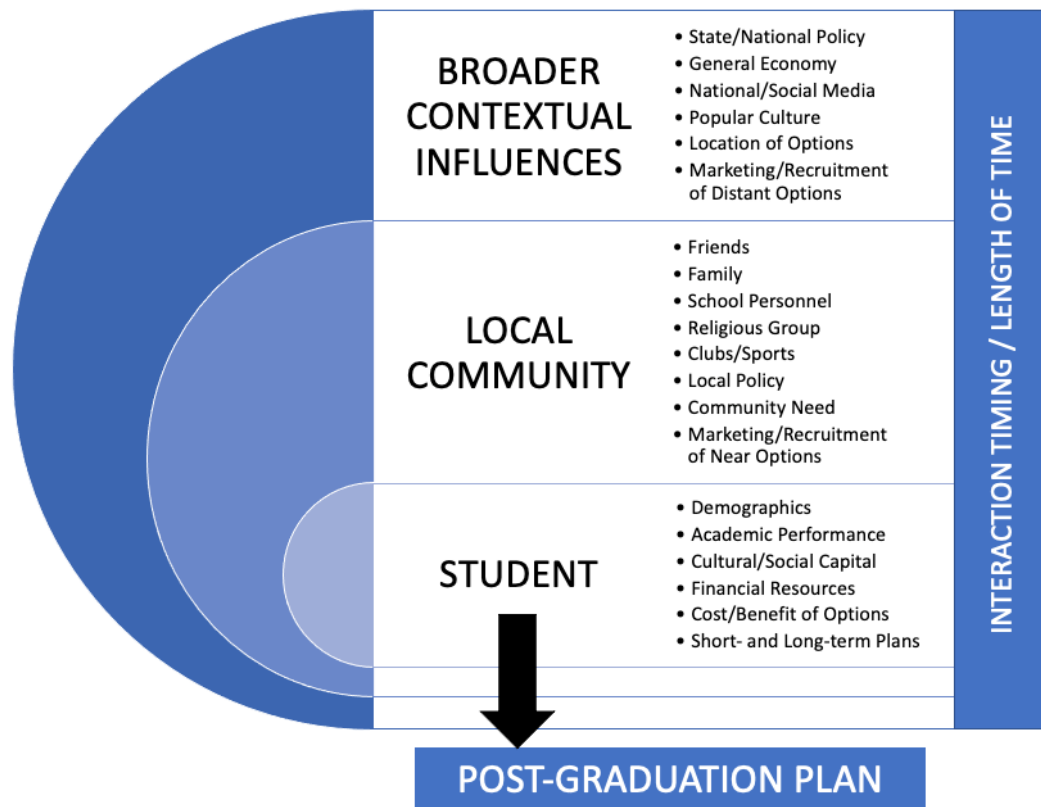 BROADER
CONTEXTUAL
INFLUENCES
• State/National Policy
• General Economy
• National/Social Media
• Popular Culture
• Location of Options
• Marketing/Recruitment
of Distant Options
LOCAL
COMMUNITY
• Friends
• Family
• School Personnel
• Religious Group
• Clubs/Sports
• Local Policy
• Community Need
• Marketing/Recruitment
of Near Options
STUDENT
• Demographics
• Academic Performance
• Cultural/Social Capital
• Financial Resources
• Cost/Benefit of Options
• Short- and Long-term Plans
INTERACTION TIMING / LENGTH OF TIME
POST-GRADUATION PLAN